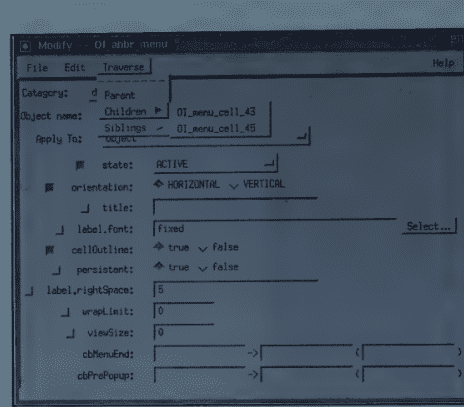 Modify OI_abbr_menu
File Edit Traverse Help
Category: d
Object name:
Parent
Children OI_menu_cell_43
Siblings OI_menu_cell_45
Apply To: Object
state: ACTIVE
orientation: HORIZONTAL VERTICAL
title:
label.font: fixed Select...
cellOutline: true false
persistent: true false
label.rightSpace: 5
wrapLimit: 0
viewSize: 0
cbMenuEnd: -> (
cbPrePopup: -> (